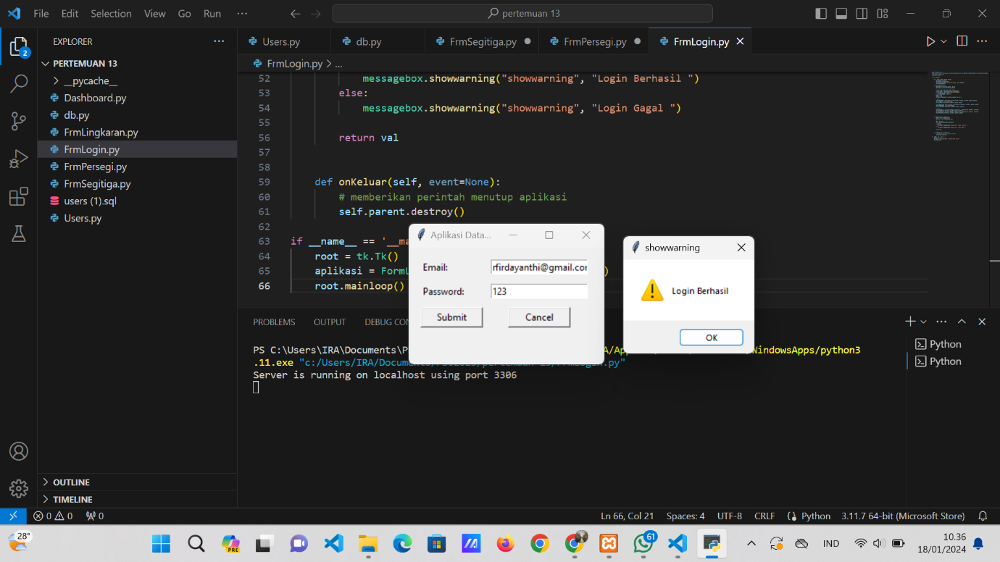 File Edit Selection View Go Run ··· pertemuan 13
EXPLORER
PERTEMUAN 13
__pycache__
Dashboard.py
db.py
FrmLingkaran.py
FrmLogin.py
FrmPersegi.py
FrmSegitiga.py
users (1).sql
Users.py
OUTLINE
TIMELINE
2
Users.py db.py FrmSegitiga.py FrmPersegi.py FrmLogin.py
FrmLogin.py > ...
52 messagebox.showwarning("showwarning", "Login Berhasil ")
53 else:
54 messagebox.showwarning("showwarning", "Login Gagal ")
55
56 return val
57
58
59 def onKeluar(self, event=None):
60 # memberikan perintah menutup aplikasi
61 self.parent.destroy()
62
63 if __name__ == '__ma
64 root = tk.Tk()
65 aplikasi = FormL )
66 root.mainloop()
Aplikasi Data...
Email: rfirdayanthi@gmail.com
Password: 123
Submit Cancel
showwarning
Login Berhasil
OK
PROBLEMS OUTPUT DEBUG CON
PS C:\Users\IRA\Documents\P A/Ap WindowsApps/python3
.11.exe "c:/Users/IRA/Documents/
Server is running on localhost using port 3306
Python
Python
0 0 0
Ln 66, Col 21 Spaces: 4 UTF-8 CRLF Python 3.11.7 64-bit (Microsoft Store)
28°
PRE
61
IND
10.36
18/01/2024